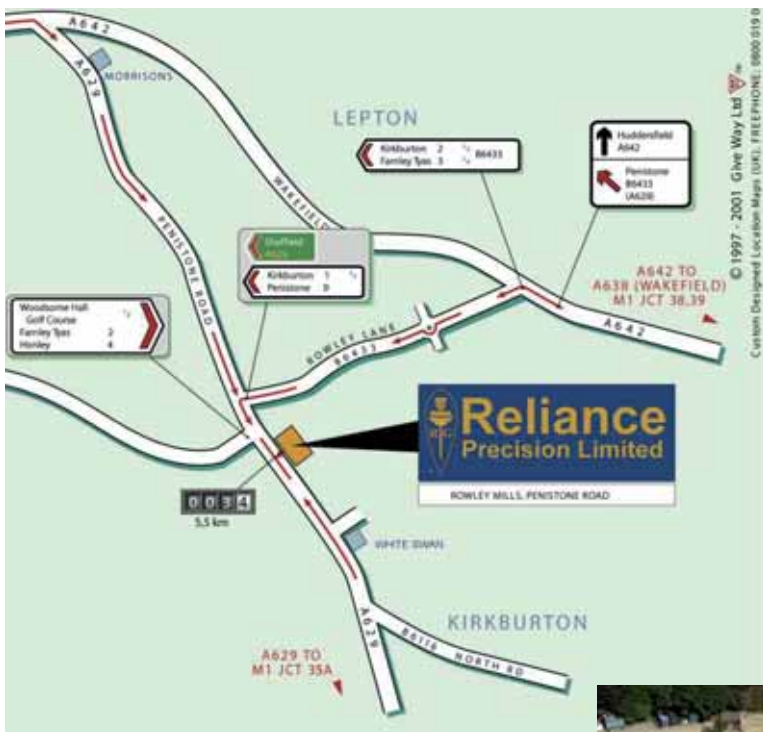 A642
A629
MORRISONS
LEPTON
Kirkburton 2
Farnley Tyas 3
B6433
Huddersfield
A642
Penistone
B6433
(A629)
WAKEFIELD
PENISTONE ROAD
Sheffield
A629
Kirkburton 1
Penistone 9
Woodsome Hall
Golf Course
Farnley Tyas 2
Honley 4
ROWLEY LANE
B6433
A642 TO
A638 (WAKEFIELD)
M1 JCT 38,39
A642
© 1997 - 2001 Give Way Ltd
Custom Designed Location Maps (UK), FREEPHONE: 0800 019 0
Reliance
Precision Limited
ROWLEY MILLS, PENISTONE ROAD
0034
5,5 km
WHITE SWAN
KIRKBURTON
A629
B6116 NORTH RD
A629 TO
M1 JCT 35A